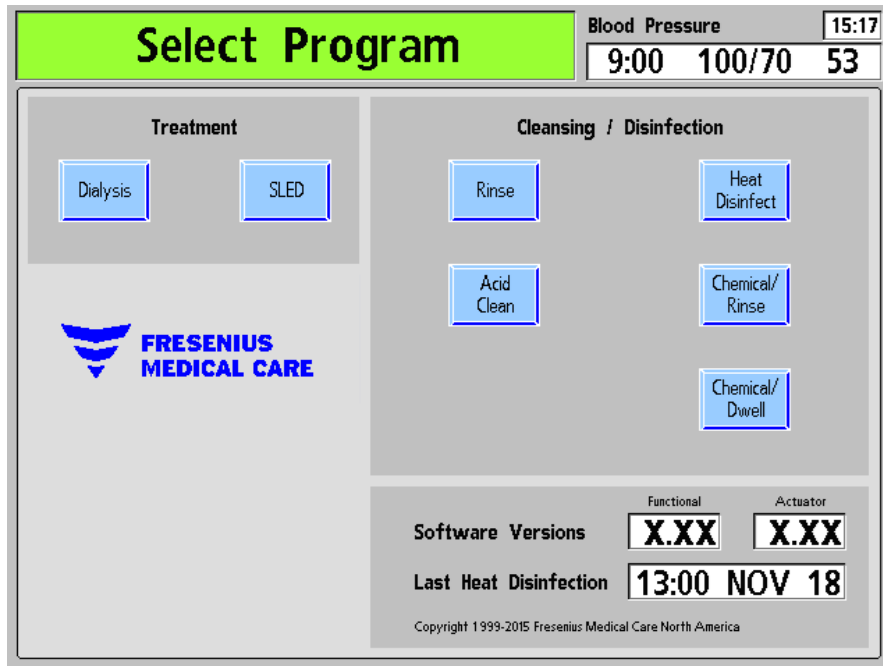 Select Program
Blood Pressure 15:17
9:00 100/70 53
Treatment
Dialysis
SLED
FRESENIUS
MEDICAL CARE
Cleansing / Disinfection
Rinse
Heat
Disinfect
Acid
Clean
Chemical/
Rinse
Chemical/
Dwell
Functional Actuator
Software Versions X.XX X.XX
Last Heat Disinfection 13:00 NOV 18
Copyright 1999-2015 Fresenius Medical Care North America